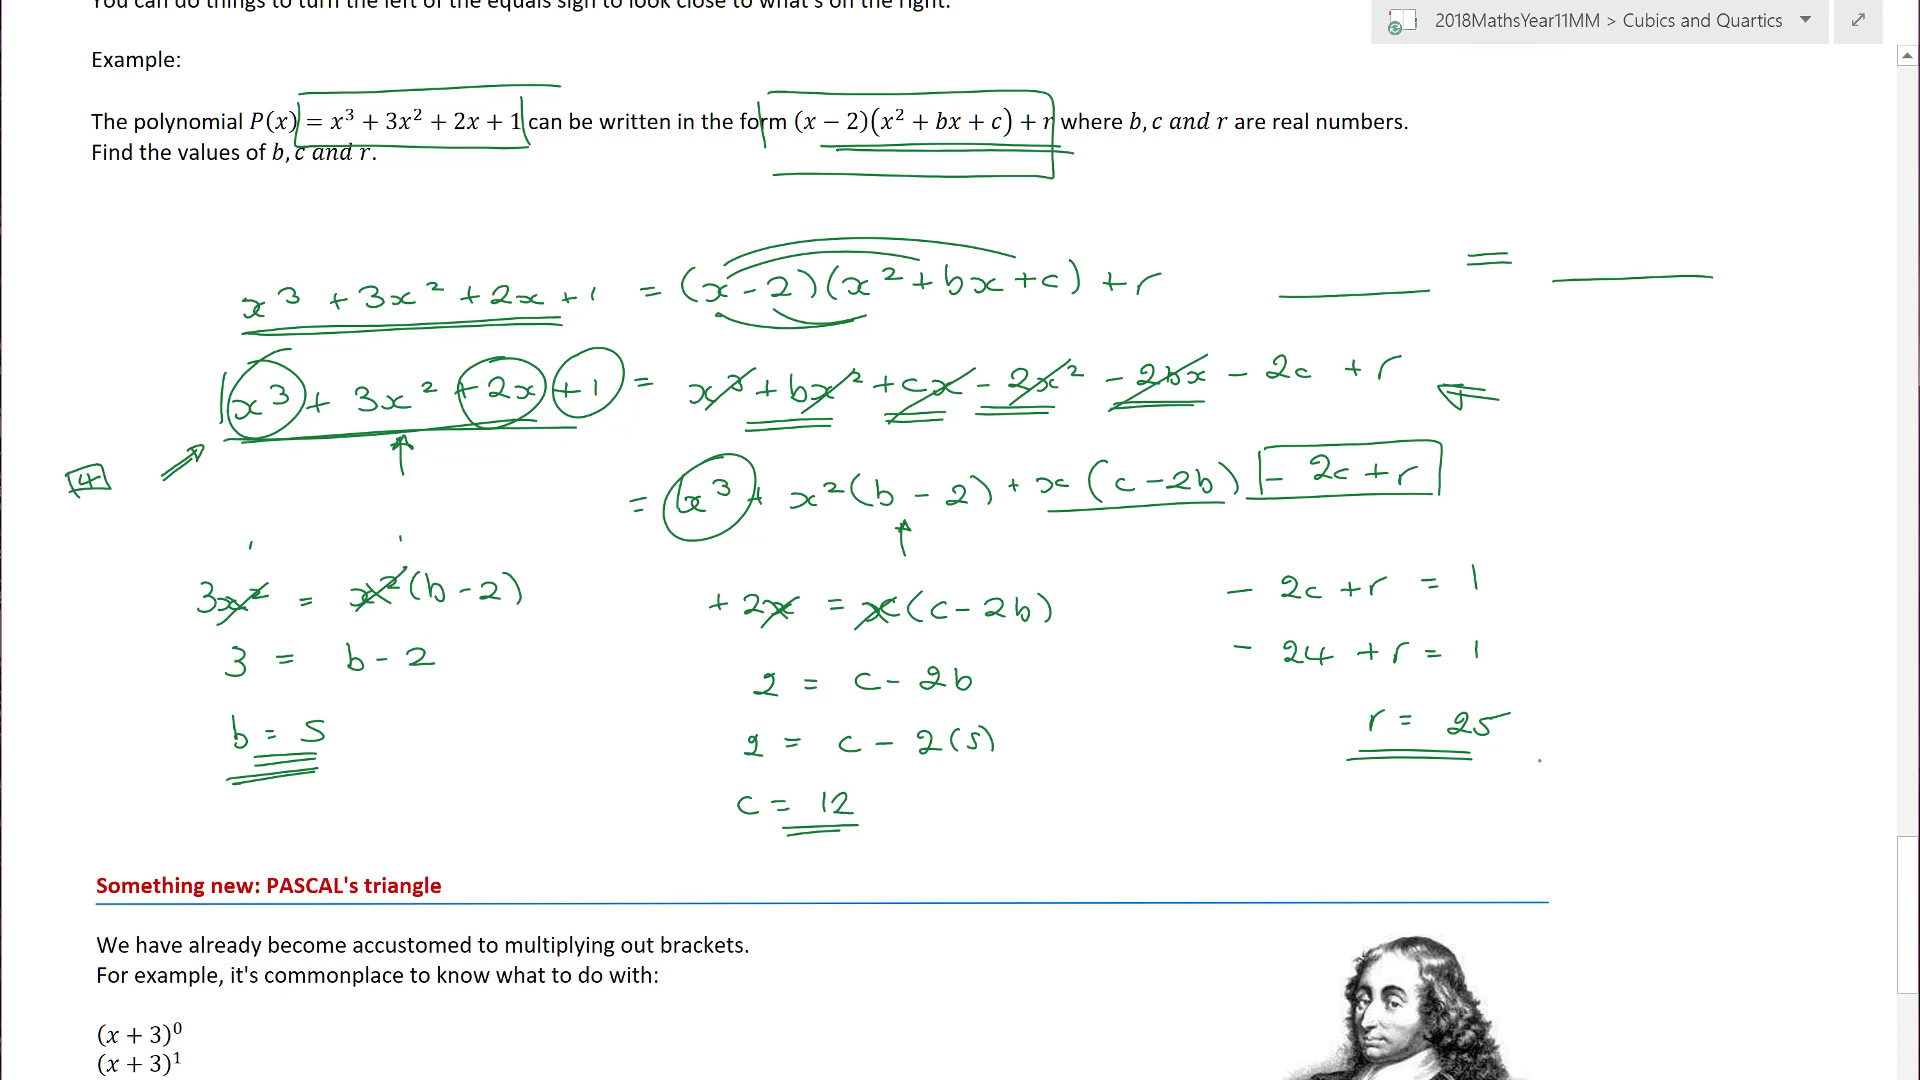 You can do things to turn the left of the equals sign to look close to what's on the right.
2018MathsYear11MM > Cubics and Quartics
Example:
The polynomial P(x) = x³ + 3x² + 2x + 1 can be written in the form (x − 2)(x² + bx + c) + r where b, c and r are real numbers.
Find the values of b, c and r.
x³ + 3x² + 2x + 1 = (x − 2)(x² + bx + c) + r =
x³ + 3x² + 2x + 1 = x³ + bx² + cx − 2x² − 2bx − 2c + r
4
= x³ + x²(b − 2) + x(c − 2b) − 2c + r
3x² = x²(b − 2)
3 = b − 2
b = 5
+ 2x = x(c − 2b)
2 = c − 2b
2 = c − 2(5)
c = 12
− 2c + r = 1
− 24 + r = 1
r = 25
Something new: PASCAL's triangle
We have already become accustomed to multiplying out brackets.
For example, it's commonplace to know what to do with:
(x + 3)⁰
(x + 3)¹